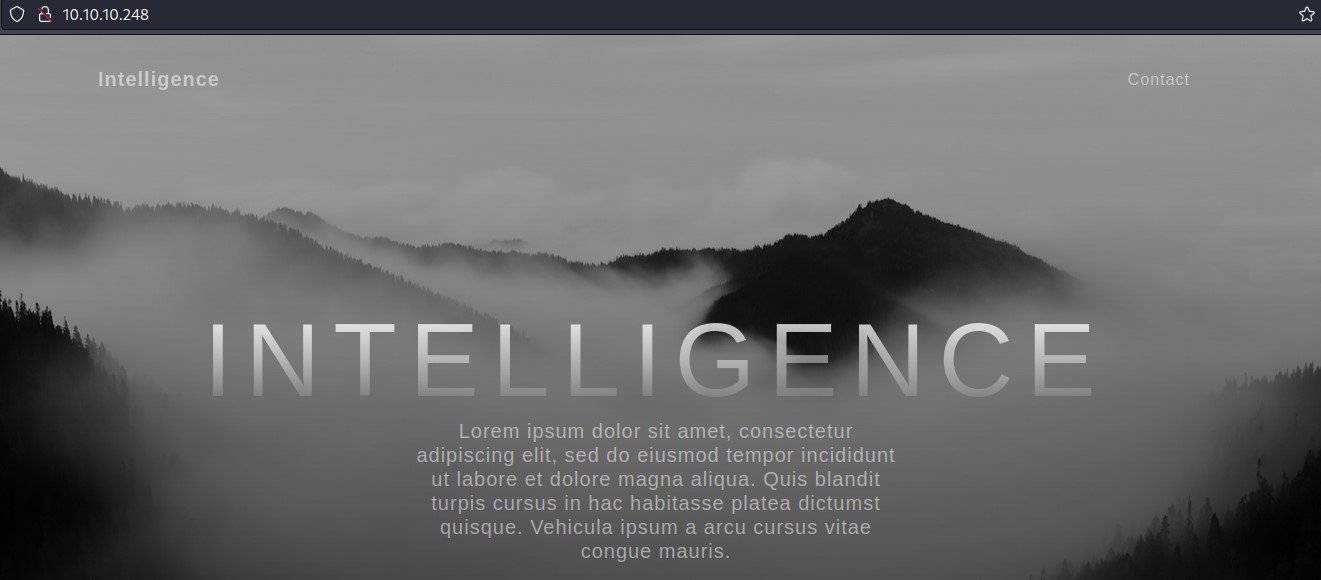 10.10.10.248
Intelligence
Contact
INTELLIGENCE
Lorem ipsum dolor sit amet, consectetur
adipiscing elit, sed do eiusmod tempor incididunt
ut labore et dolore magna aliqua. Quis blandit
turpis cursus in hac habitasse platea dictumst
quisque. Vehicula ipsum a arcu cursus vitae
congue mauris.